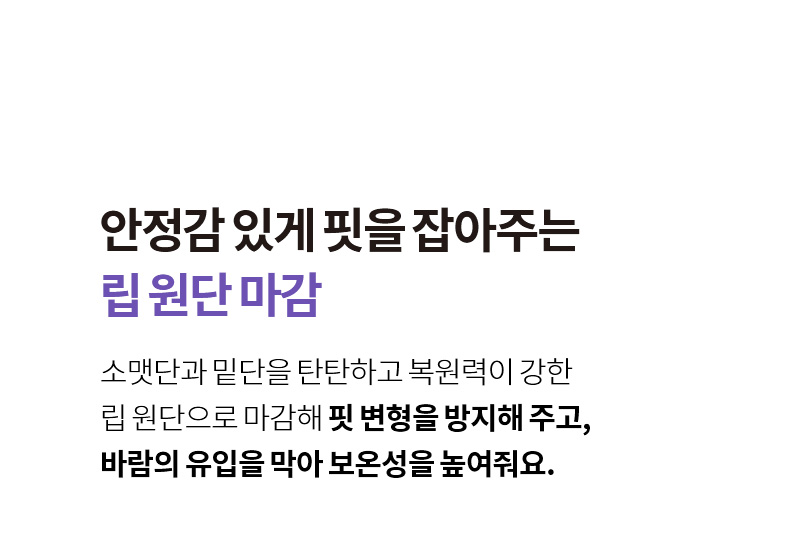 안정감 있게 핏을 잡아주는
립 원단 마감
소맷단과 밑단을 탄탄하고 복원력이 강한
립 원단으로 마감해 핏 변형을 방지해 주고,
바람의 유입을 막아 보온성을 높여줘요.